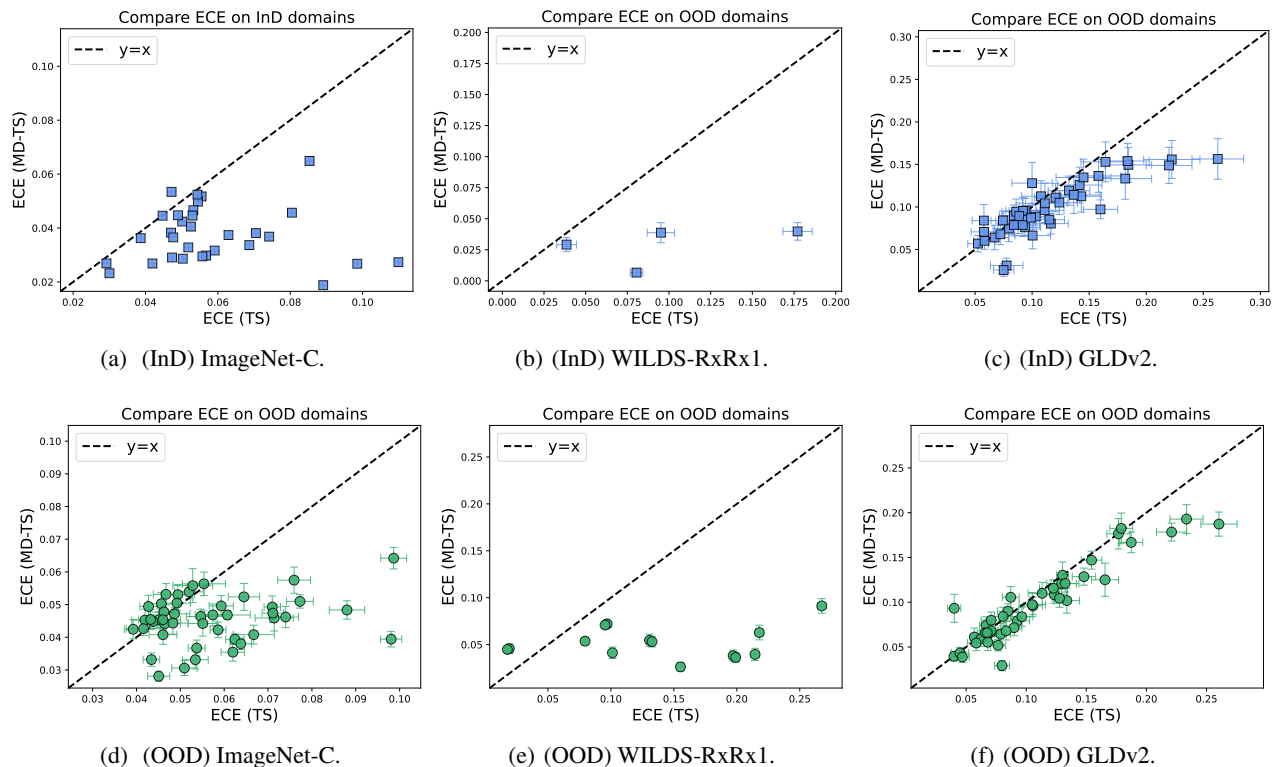 Compare ECE on InD domains
y=x
ECE (MD-TS)
0.10
0.08
0.06
0.04
0.02
0.02 0.04 0.06 0.08 0.10
ECE (TS)
(a) (InD) ImageNet-C.
Compare ECE on OOD domains
y=x
ECE (MD-TS)
0.200
0.175
0.150
0.125
0.100
0.075
0.050
0.025
0.000
0.000 0.025 0.050 0.075 0.100 0.125 0.150 0.175 0.200
ECE (TS)
(b) (InD) WILDS-RxRx1.
Compare ECE on OOD domains
y=x
ECE (MD-TS)
0.30
0.25
0.20
0.15
0.10
0.05
0.05 0.10 0.15 0.20 0.25 0.30
ECE (TS)
(c) (InD) GLDv2.
Compare ECE on OOD domains
y=x
ECE (MD-TS)
0.10
0.09
0.08
0.07
0.06
0.05
0.04
0.03
0.03 0.04 0.05 0.06 0.07 0.08 0.09 0.10
ECE (TS)
(d) (OOD) ImageNet-C.
Compare ECE on OOD domains
y=x
ECE (MD-TS)
0.25
0.20
0.15
0.10
0.05
0.05 0.10 0.15 0.20 0.25
ECE (TS)
(e) (OOD) WILDS-RxRx1.
Compare ECE on OOD domains
y=x
ECE (MD-TS)
0.25
0.20
0.15
0.10
0.05
0.05 0.10 0.15 0.20 0.25
ECE (TS)
(f) (OOD) GLDv2.